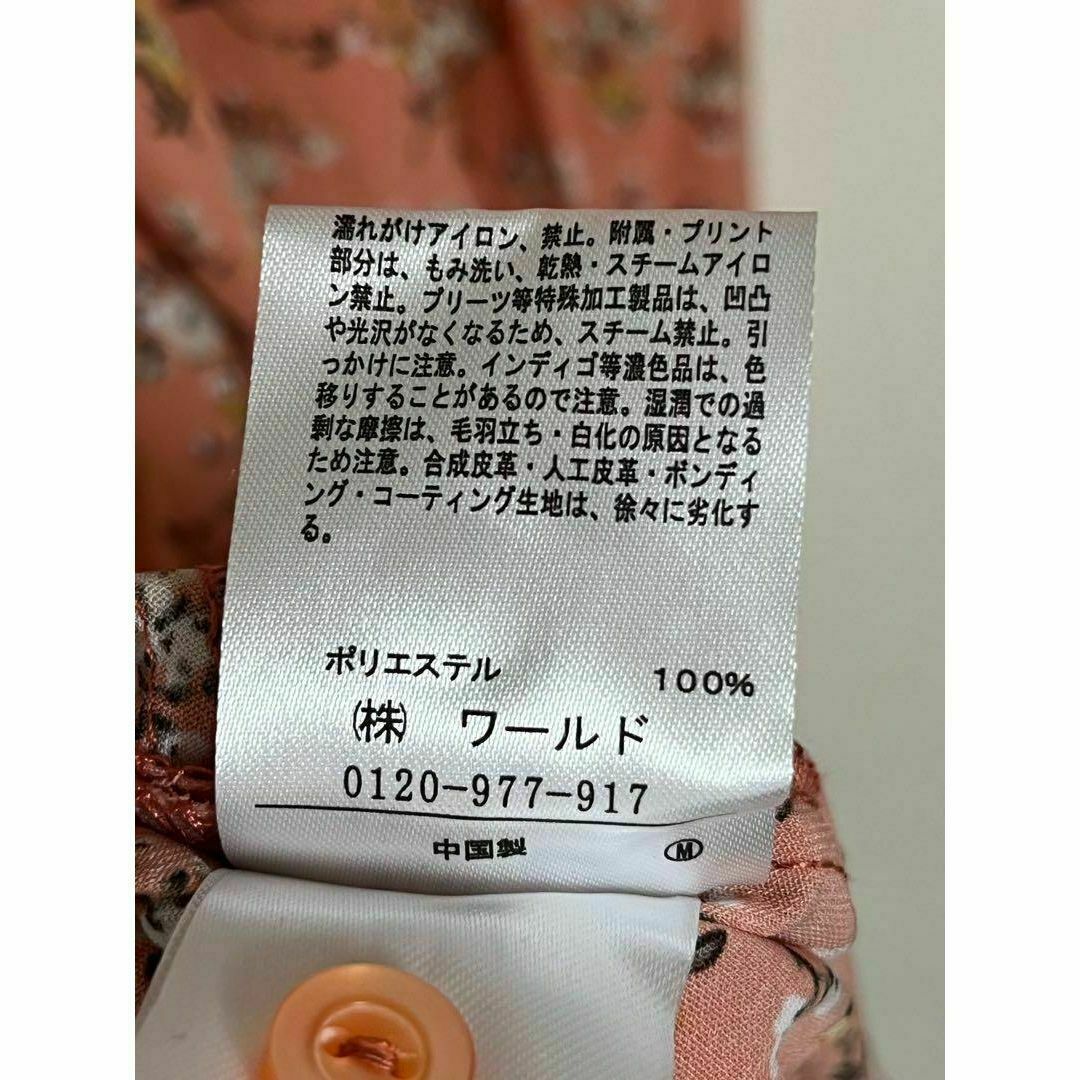 濡れがけアイロン、禁止。附属・プリント
部分は、もみ洗い、乾熱・スチームアイロ
ン禁止。プリーツ等特殊加工製品は、凹凸
や光沢がなくなるため、スチーム禁止。引
っかけに注意。インディゴ等濃色品は、色
移りすることがあるので注意。湿潤での過
剰な摩擦は、毛羽立ち・白化の原因となる
ため注意。合成皮革・人工皮革・ボンディ
ング・コーティング生地は、徐々に劣化す
る。
ポリエステル 100%
㈱ ワールド
0120-977-917
中国製 Ⓜ